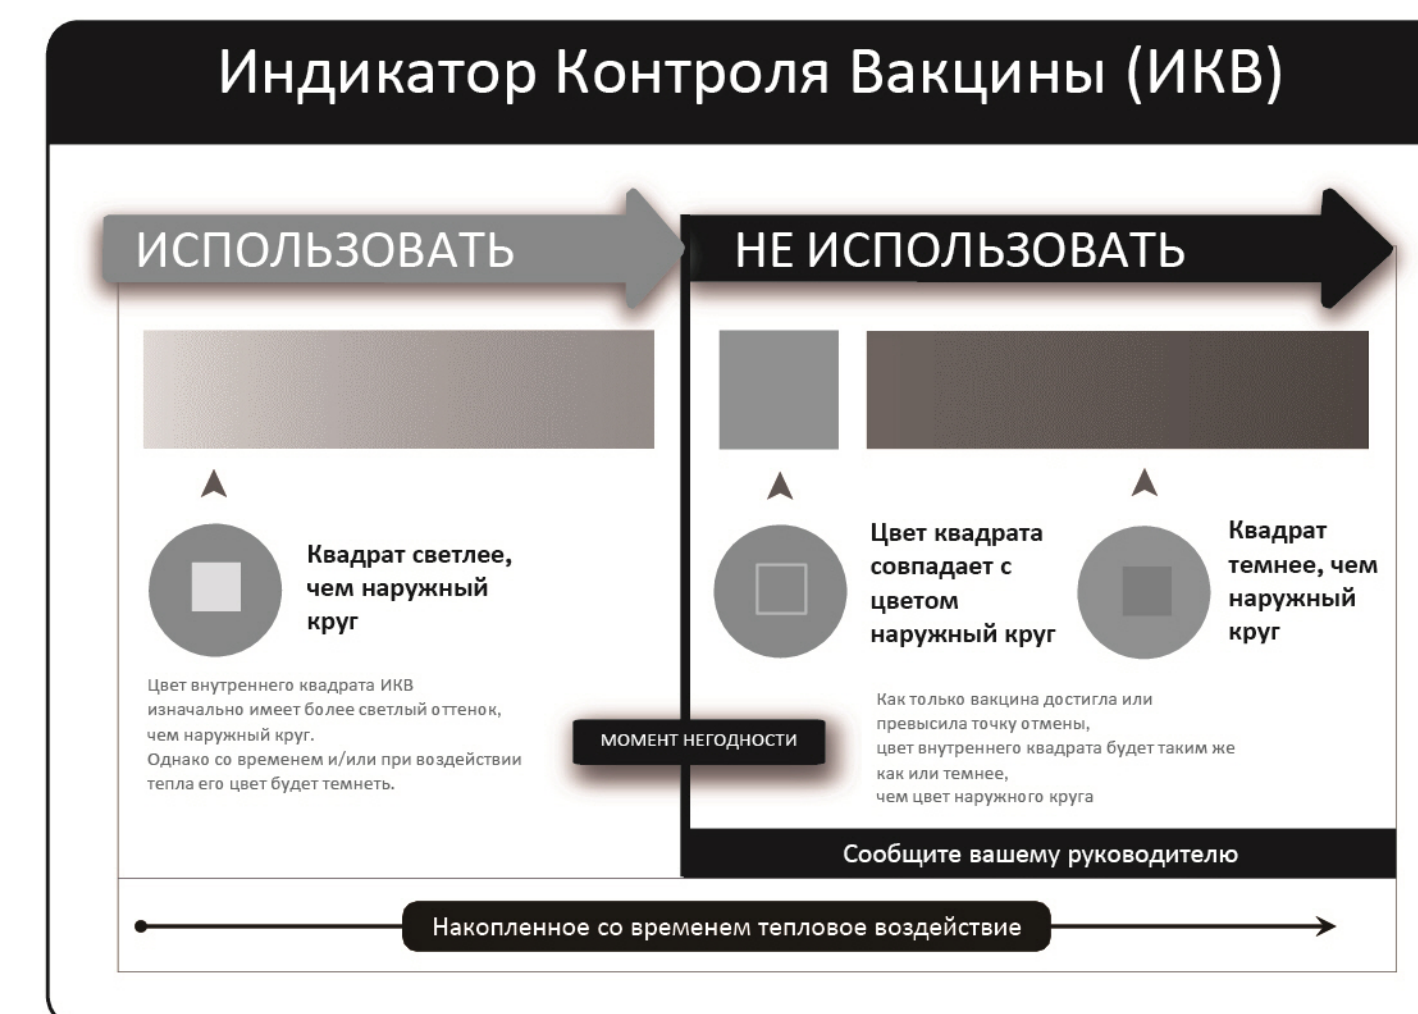 Индикатор Контроля Вакцины (ИКВ)
ИСПОЛЬЗОВАТЬ
НЕ ИСПОЛЬЗОВАТЬ
Квадрат светлее,
чем наружный
круг
Цвет квадрата
совпадает с
цветом
наружный круг
Квадрат
темнее, чем
наружный
круг
Цвет внутреннего квадрата ИКВ
изначально имеет более светлый оттенок,
чем наружный круг.
Однако со временем и/или при воздействии
тепла его цвет будет темнеть.
МОМЕНТ НЕГОДНОСТИ
Как только вакцина достигла или
превысила точку отмены,
цвет внутреннего квадрата будет таким же
как или темнее,
чем цвет наружного круга
Сообщите вашему руководителю
Накопленное со временем тепловое воздействие